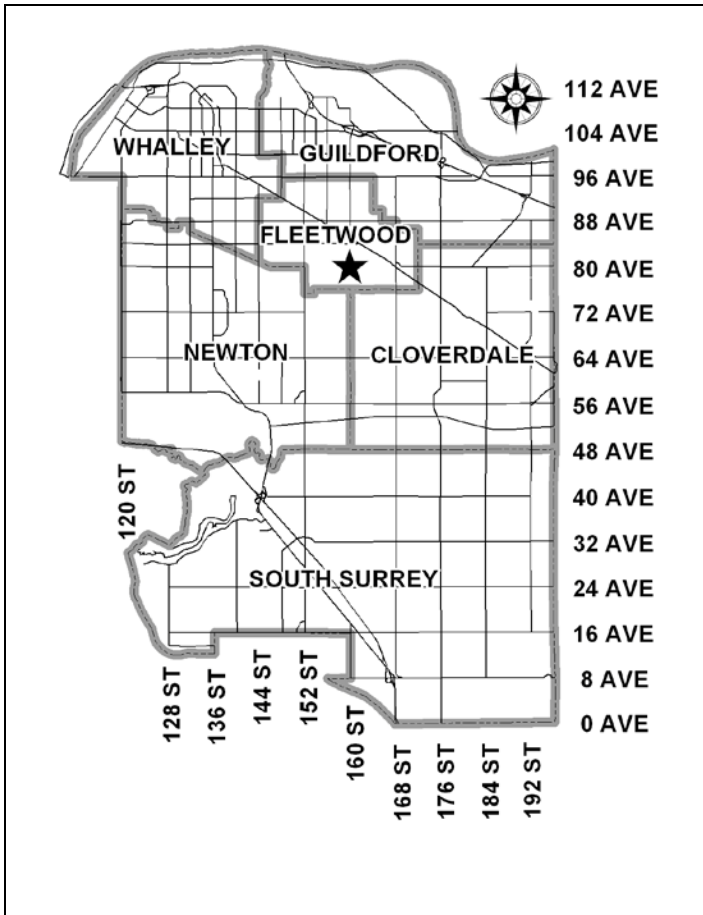 112 AVE
104 AVE
WHALLEY
GUILDFORD
96 AVE
88 AVE
FLEETWOOD
80 AVE
72 AVE
NEWTON
CLOVERDALE
64 AVE
56 AVE
48 AVE
120 ST
40 AVE
32 AVE
SOUTH SURREY
24 AVE
16 AVE
8 AVE
0 AVE
128 ST
136 ST
144 ST
152 ST
160 ST
168 ST
176 ST
184 ST
192 ST